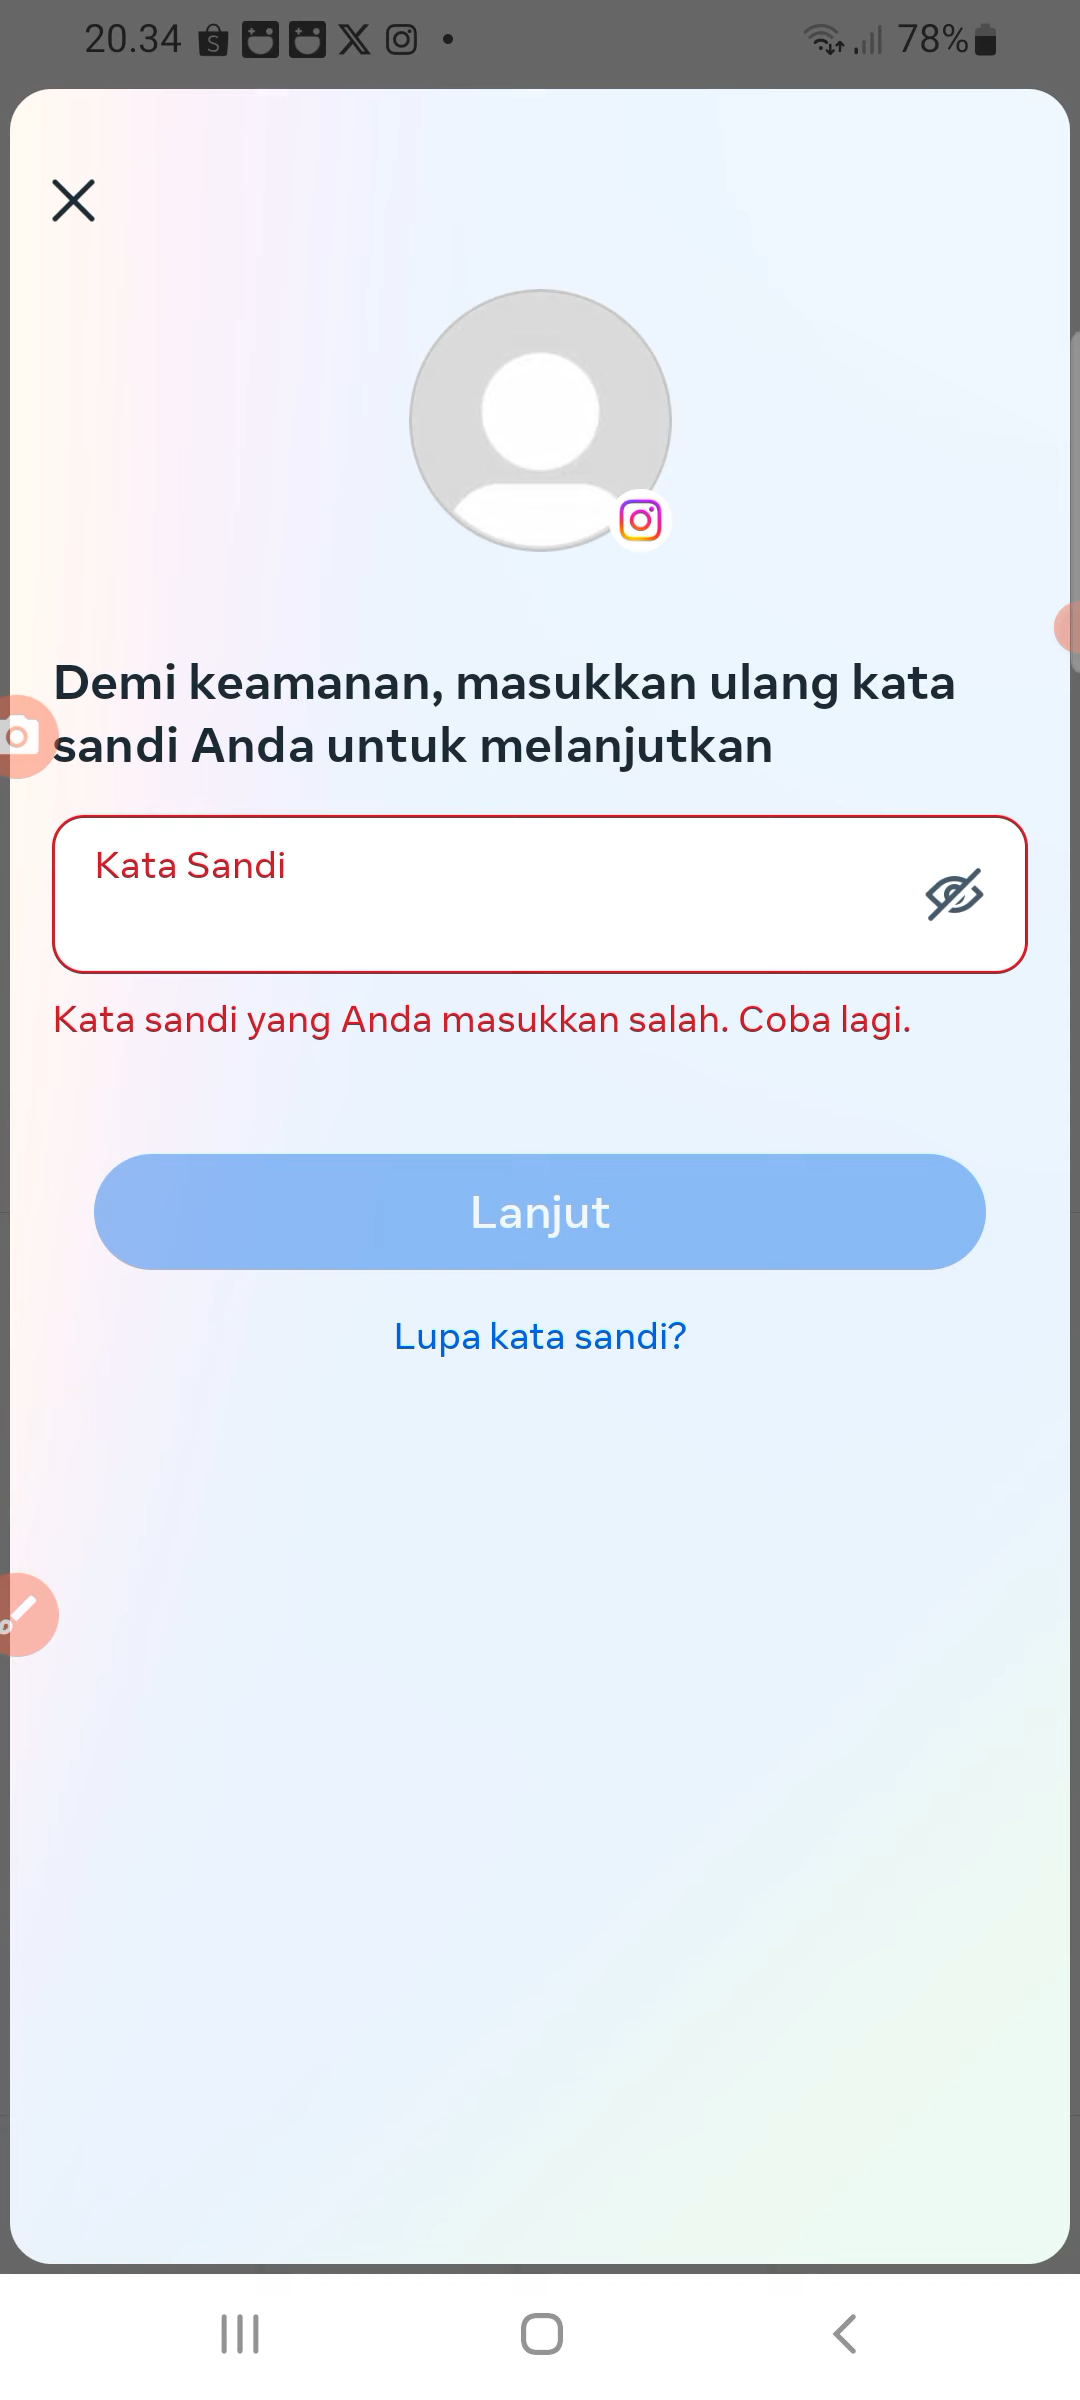 20.34
78%
Demi keamanan, masukkan ulang kata
sandi Anda untuk melanjutkan
Kata Sandi
Kata sandi yang Anda masukkan salah. Coba lagi.
Lanjut
Lupa kata sandi?